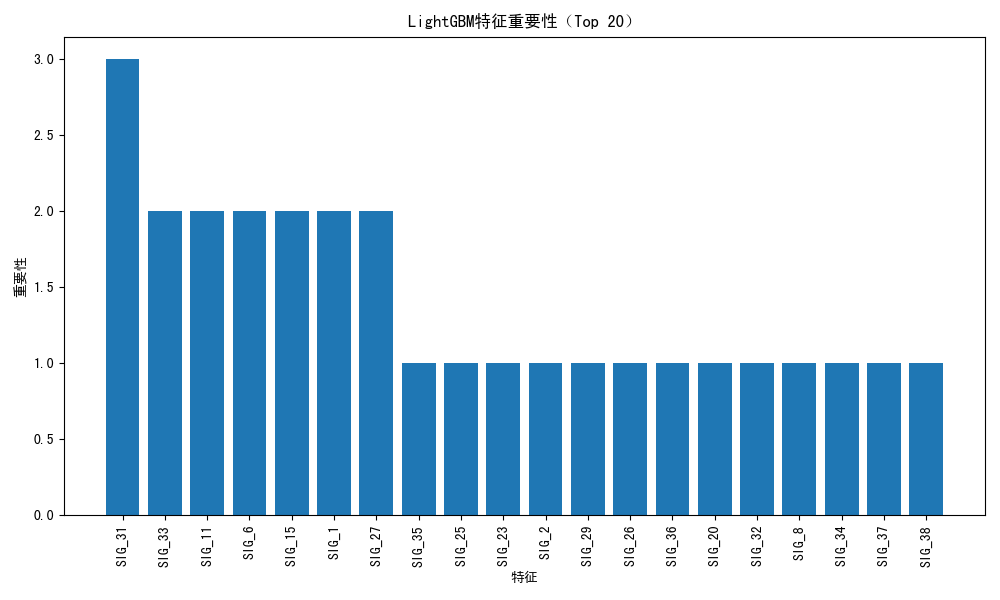 LightGBM特征重要性（Top 20）
重要性
3.0
2.5
2.0
1.5
1.0
0.5
0.0
SIG_31
SIG_33
SIG_11
SIG_6
SIG_15
SIG_1
SIG_27
SIG_35
SIG_25
SIG_23
SIG_2
SIG_29
SIG_26
SIG_36
SIG_20
SIG_32
SIG_8
SIG_34
SIG_37
SIG_38
特征